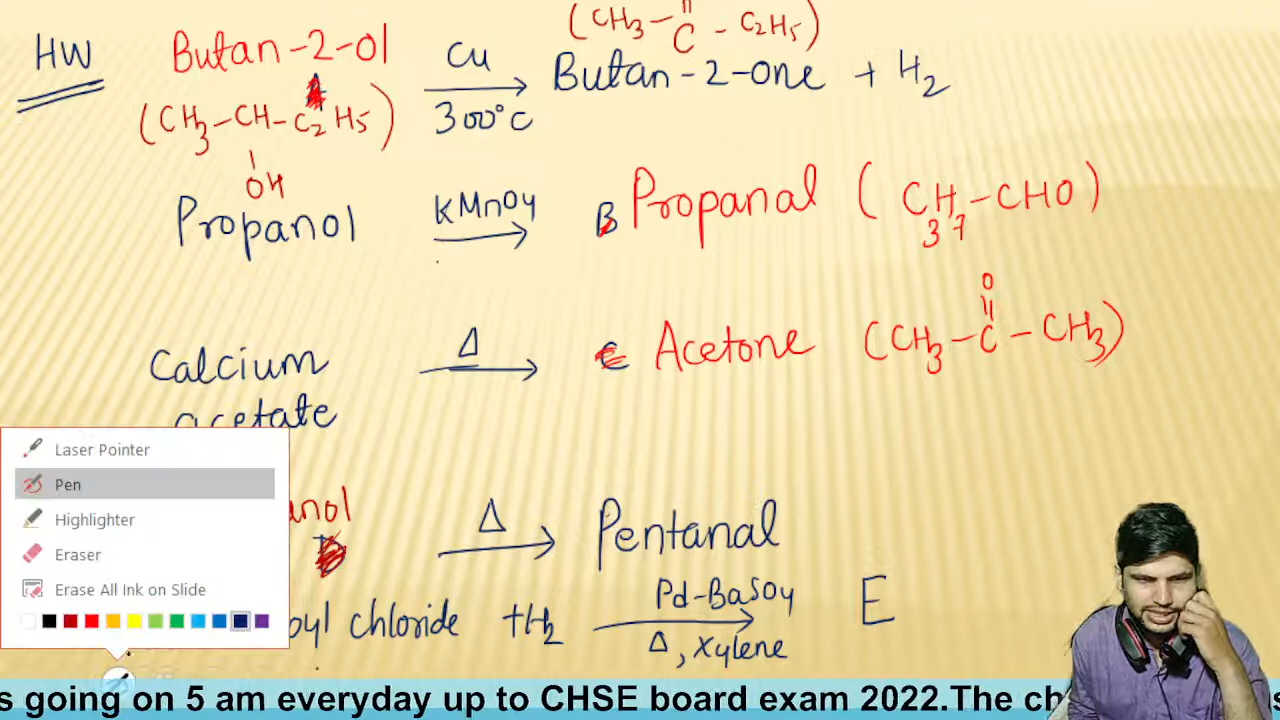 HW
(CH3-C-C2H5)
Butan-2-Ol
Cu
Butan-2-one + H2
(CH3-CH-C2H5)
300°C
OH
Propanol
KMnO4
B Propanal (CH3 7-CHO)
O
Calcium
Δ
Acetone (CH3-C-CH3)
acetate
Laser Pointer
Pen
Highlighter
Eraser
Erase All Ink on Slide
anol
Δ
Pentanal
oyl chloride + H2
Pd-BaSO4
E
Δ, Xylene
s going on 5 am everyday up to CHSE board exam 2022.The ch